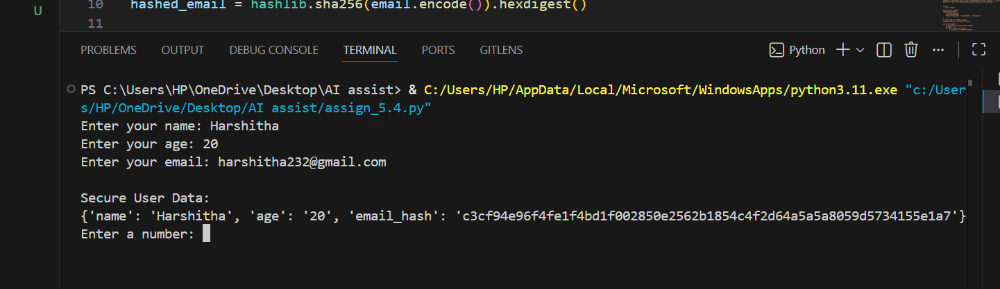 10 hashed_email = hashlib.sha256(email.encode()).hexdigest()
U
11
PROBLEMS OUTPUT DEBUG CONSOLE TERMINAL PORTS GITLENS Python
PS C:\Users\HP\OneDrive\Desktop\AI assist> & C:/Users/HP/AppData/Local/Microsoft/WindowsApps/python3.11.exe "c:/User
s/HP/OneDrive/Desktop/AI assist/assign_5.4.py"
Enter your name: Harshitha
Enter your age: 20
Enter your email: harshitha232@gmail.com
Secure User Data:
{'name': 'Harshitha', 'age': '20', 'email_hash': 'c3cf94e96f4fe1f4bd1f002850e2562b1854c4f2d64a5a5a8059d5734155e1a7'}
Enter a number: